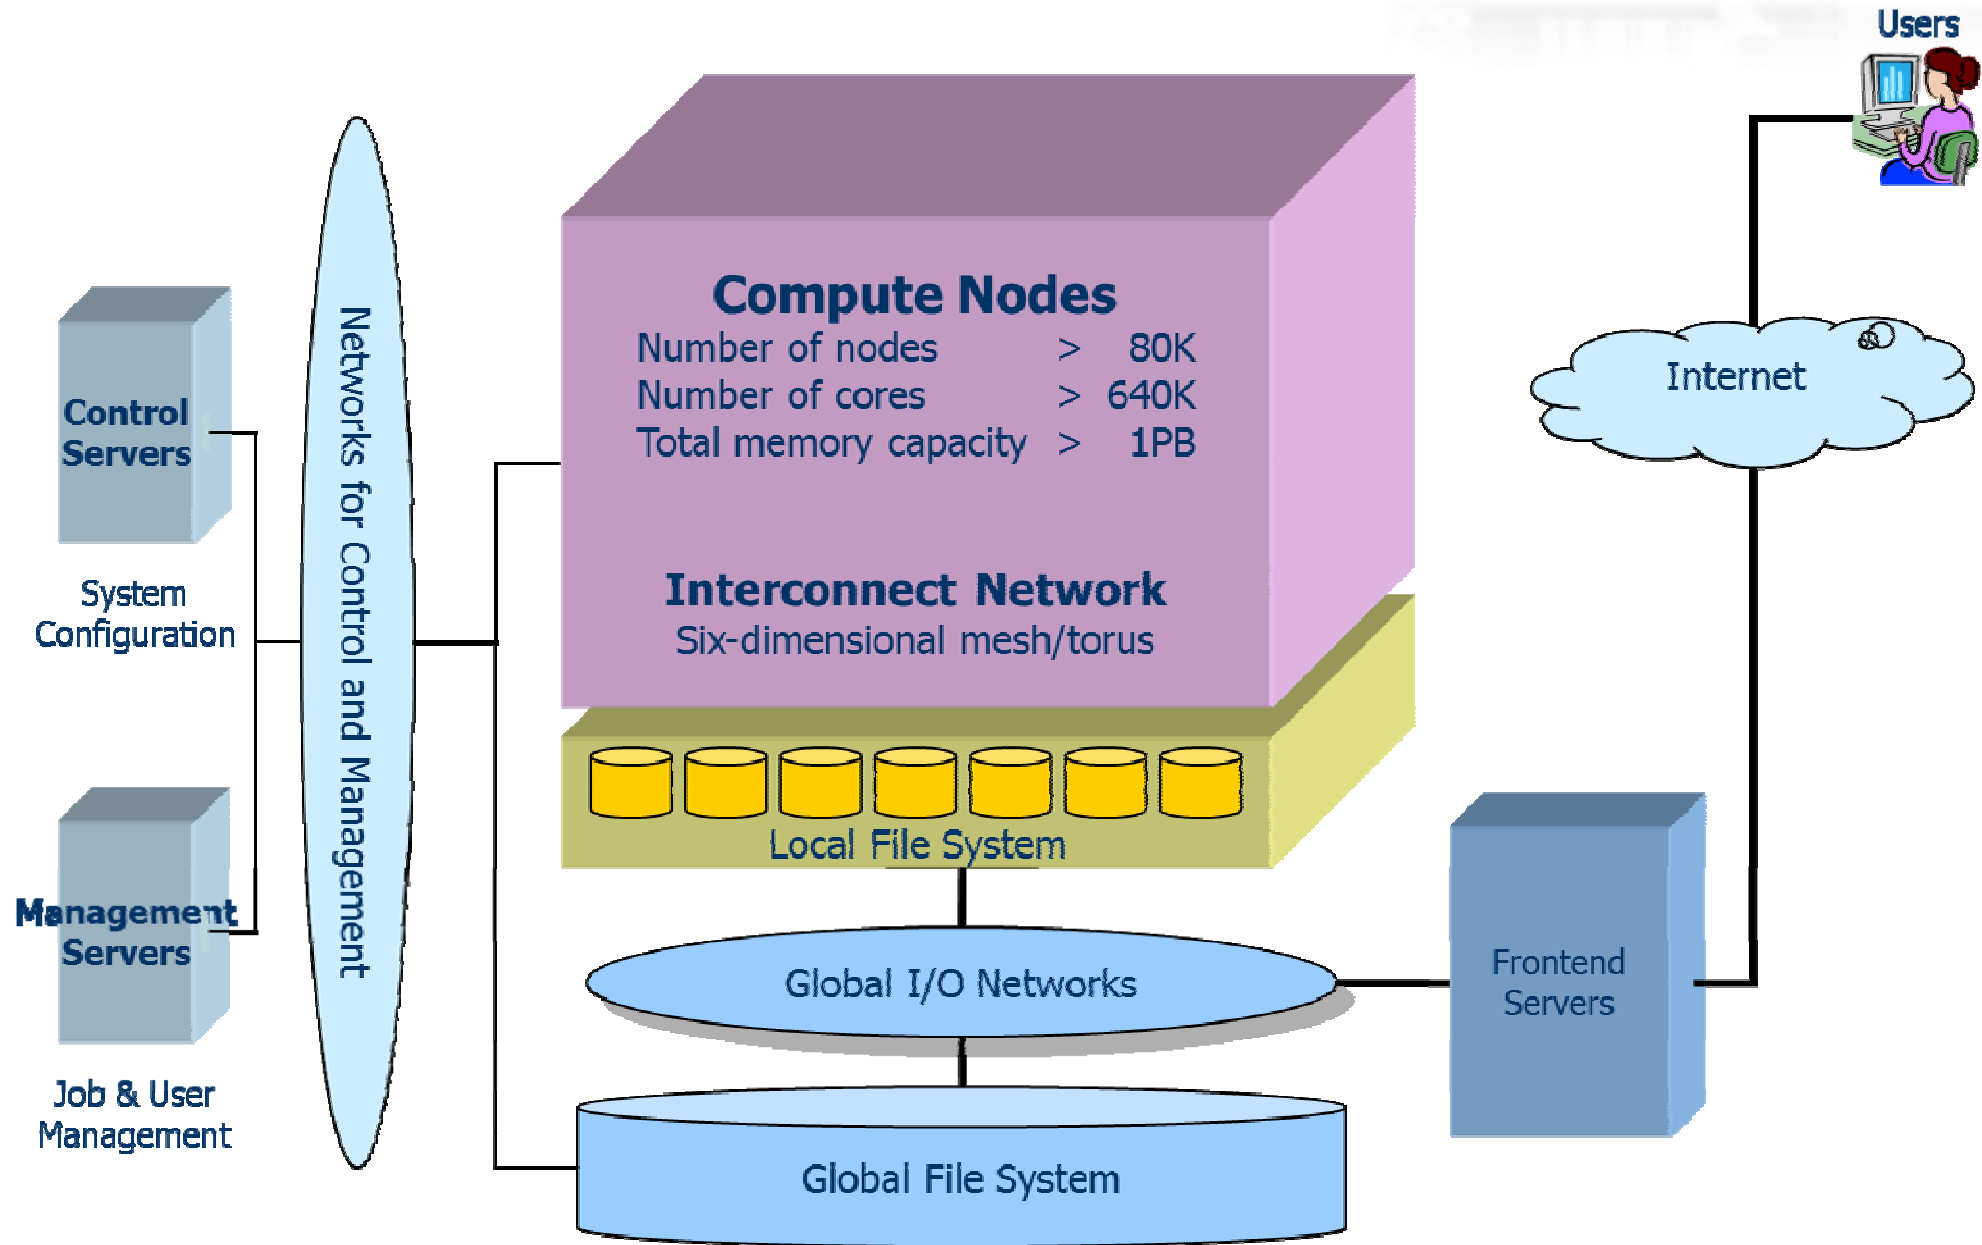 Users
Compute Nodes
Number of nodes > 80K
Number of cores > 640K
Total memory capacity > 1PB
Interconnect Network
Six-dimensional mesh/torus
Local File System
Control
Servers
System
Configuration
Management
Servers
Job & User
Management
Networks for Control and Management
Internet
Global I/O Networks
Frontend
Servers
Global File System